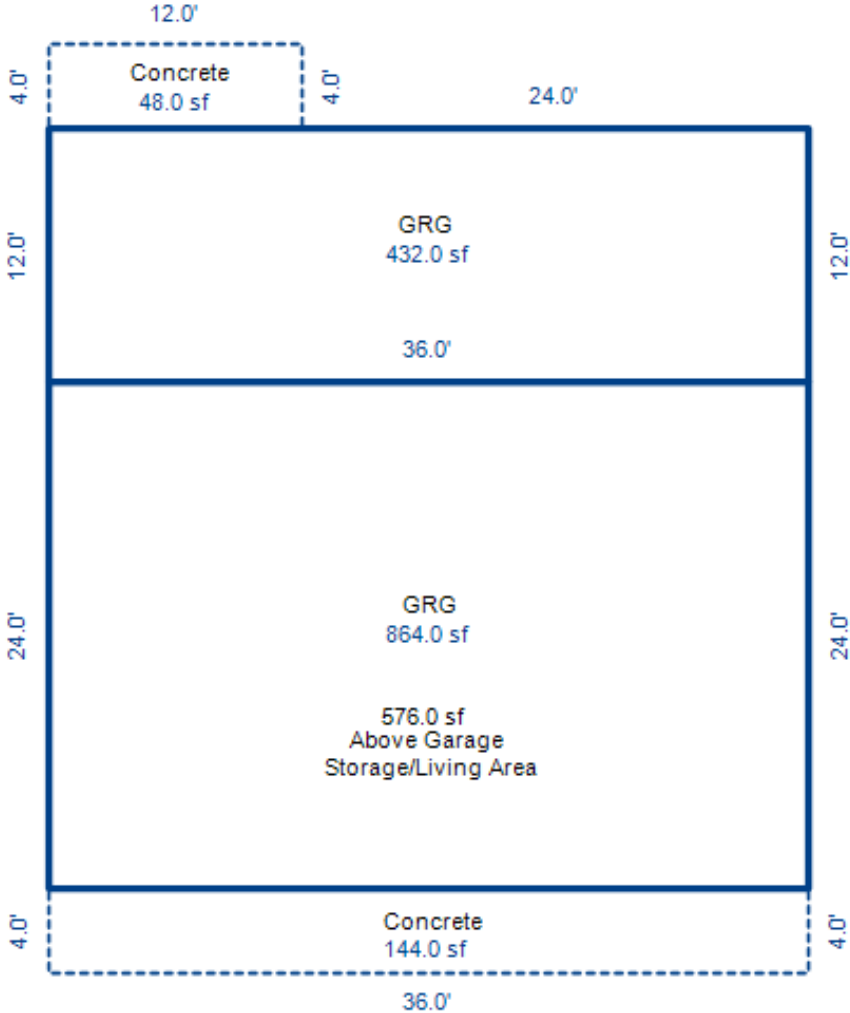 12.0'
4.0'
Concrete
48.0 sf
4.0'
24.0'
12.0'
GRG
432.0 sf
12.0'
36.0'
24.0'
GRG
864.0 sf
24.0'
576.0 sf
Above Garage
Storage/Living Area
4.0'
Concrete
144.0 sf
4.0'
36.0'